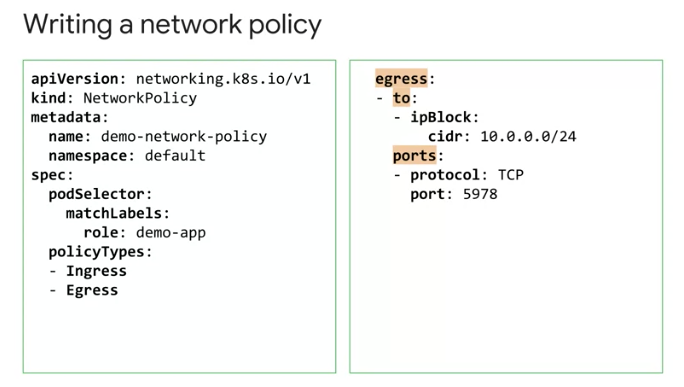 Writing a network policy
apiVersion: networking.k8s.io/v1
kind: NetworkPolicy
metadata:
  name: demo-network-policy
  namespace: default
spec:
  podSelector:
    matchLabels:
      role: demo-app
  policyTypes:
  - Ingress
  - Egress
egress:
- to:
  - ipBlock:
      cidr: 10.0.0.0/24
  ports:
  - protocol: TCP
    port: 5978